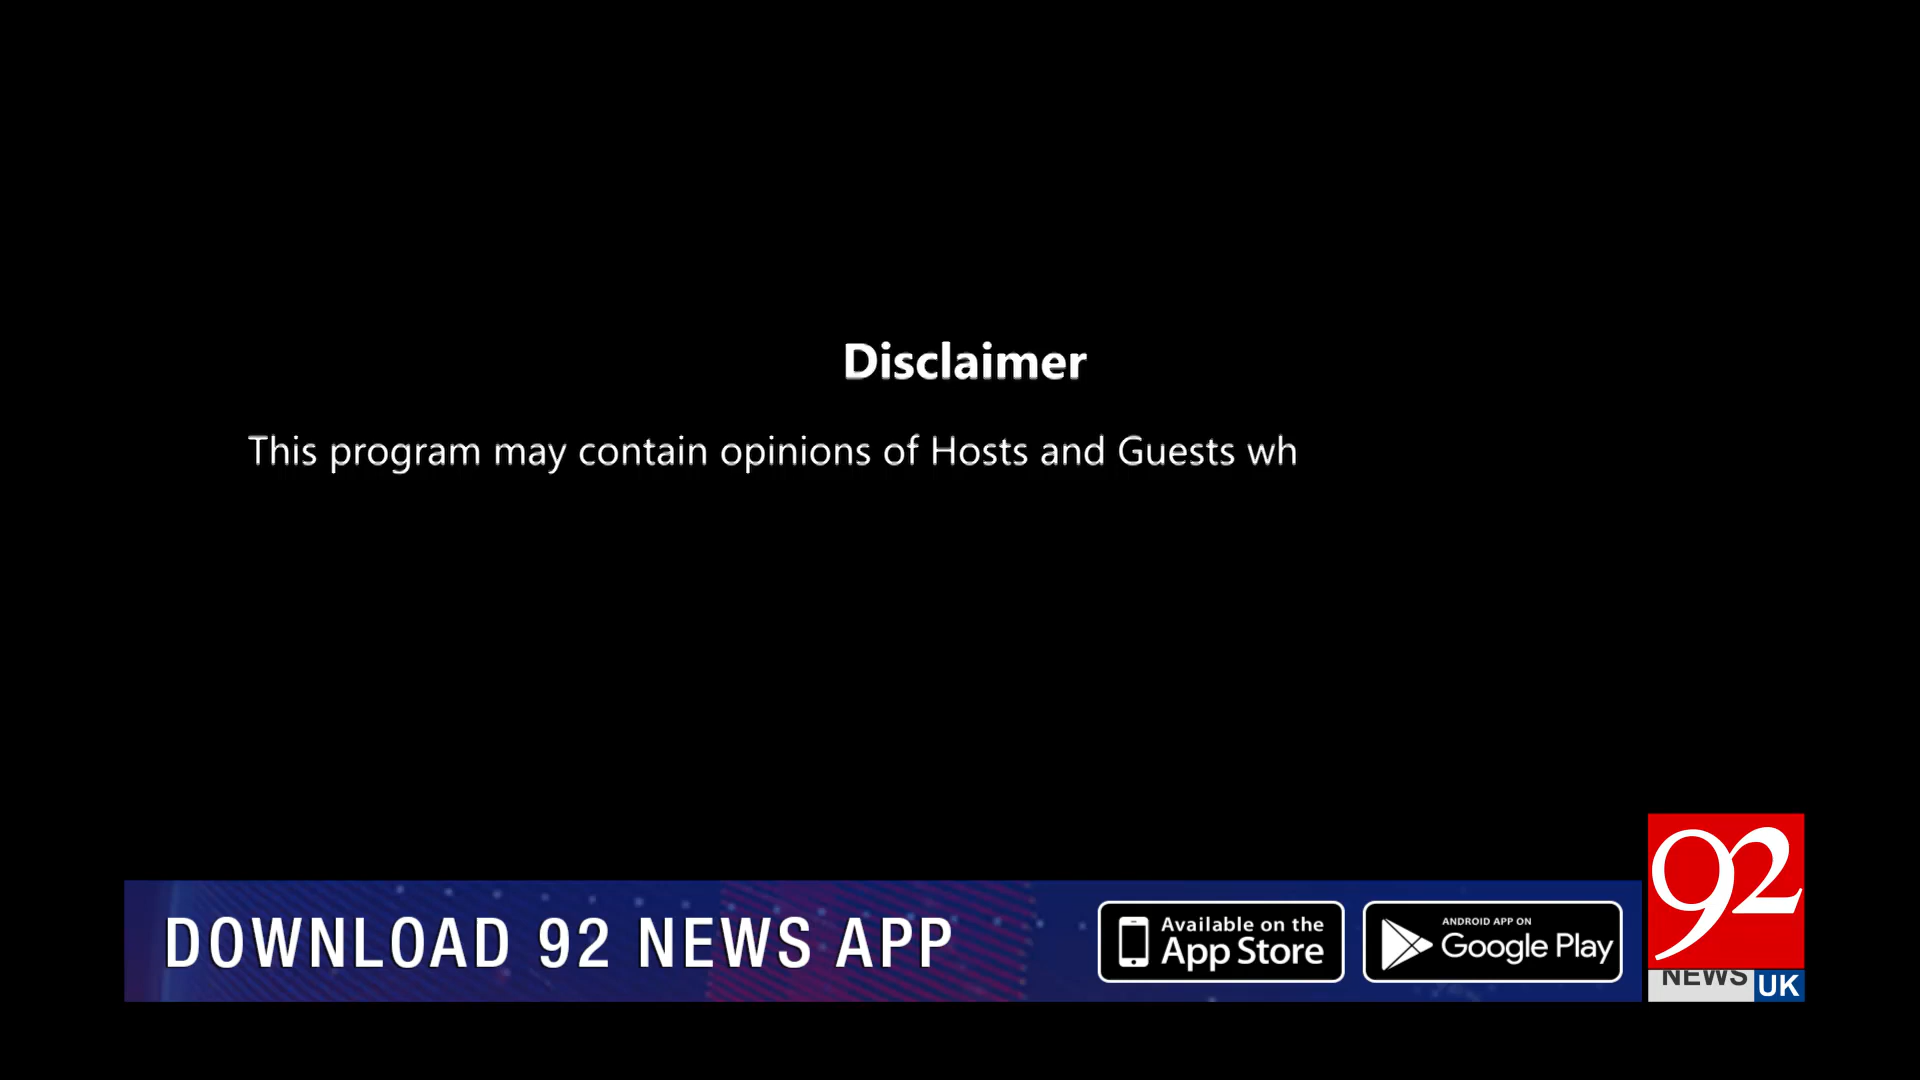 Disclaimer
This program may contain opinions of Hosts and Guests wh
DOWNLOAD 92 NEWS APP
Available on the
App Store
ANDROID APP ON
Google Play
92
NEWS
UK